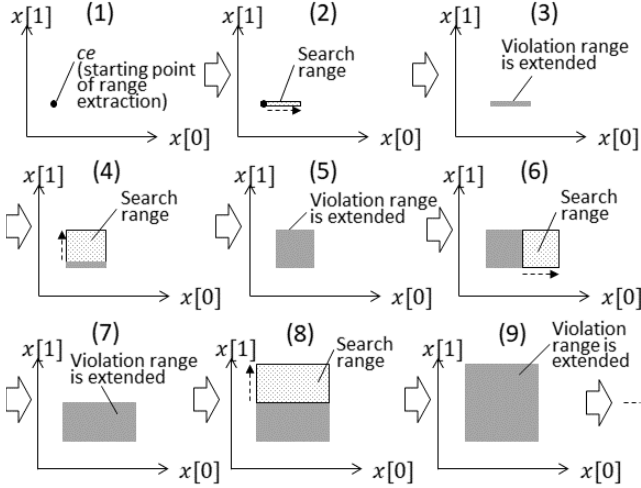 (1)
x[1]
ce
(starting point
of range
extraction)
x[0]
(2)
x[1]
Search
range
x[0]
(3)
x[1]
Violation range
is extended
x[0]
(4)
x[1]
Search
range
x[0]
(5)
x[1]
Violation range
is extended
x[0]
(6)
x[1]
Search
range
x[0]
(7)
x[1]
Violation range
is extended
x[0]
(8)
x[1]
Search
range
x[0]
(9)
x[1]
Violation
range is
extended
x[0]